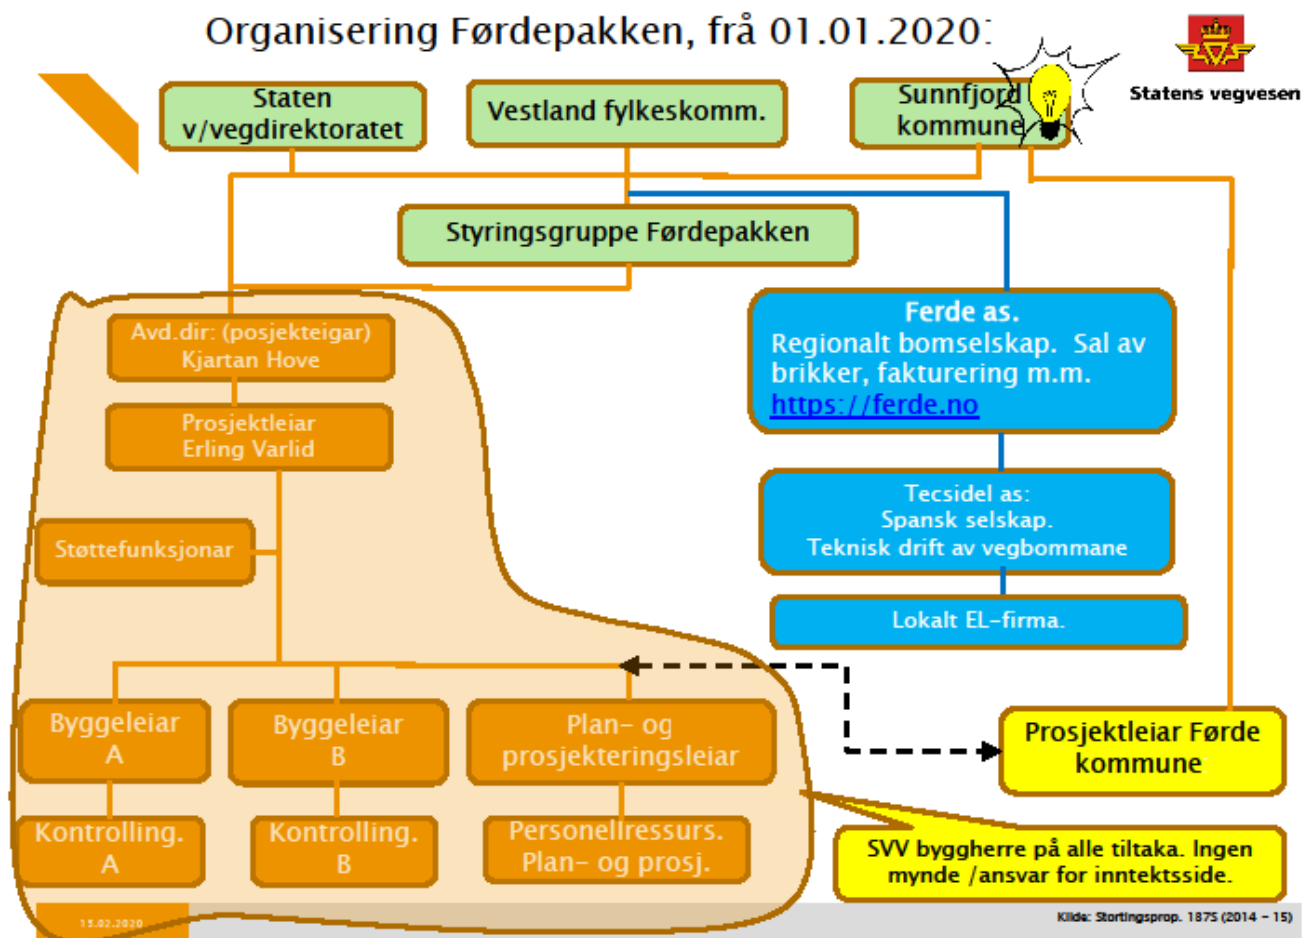 Organisering Førdepakken, frå 01.01.2020:
Statens vegvesen
Staten
v/vegdirektoratet
Vestland fylkeskomm.
Sunnfjord
kommune
Styringsgruppe Førdepakken
Avd.dir: (posjekteigar)
Kjartan Hove
Prosjektleiar
Erling Varlid
Støttefunksjonar
Ferde as.
Regionalt bomselskap. Sal av
brikker, fakturering m.m.
https://ferde.no
Tecsidel as:
Spansk selskap.
Teknisk drift av vegbommane
Lokalt EL-firma.
Byggeleiar
A
Byggeleiar
B
Plan- og
prosjekteringsleiar
Prosjektleiar Førde
kommune
Kontrolling.
A
Kontrolling.
B
Personellressurs.
Plan- og prosj.
SVV byggherre på alle tiltaka. Ingen
mynde /ansvar for inntektsside.
15.02.2020
Kilde: Stortingsprop. 187S (2014 - 15)